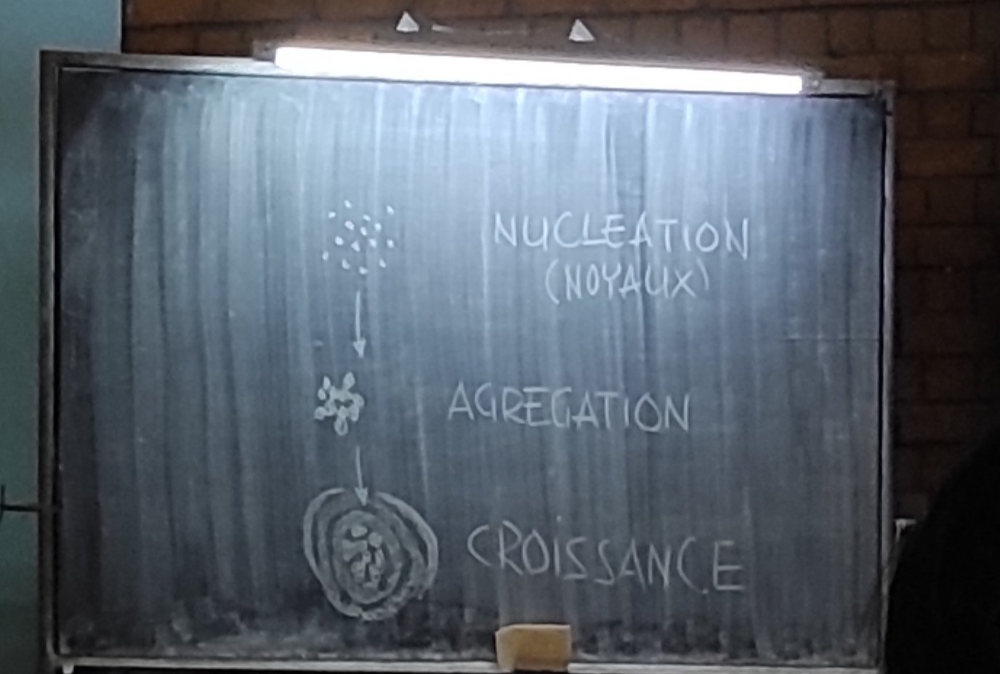 NUCLEATION
(NOYAUX)
AGREGATION
CROISSANCE